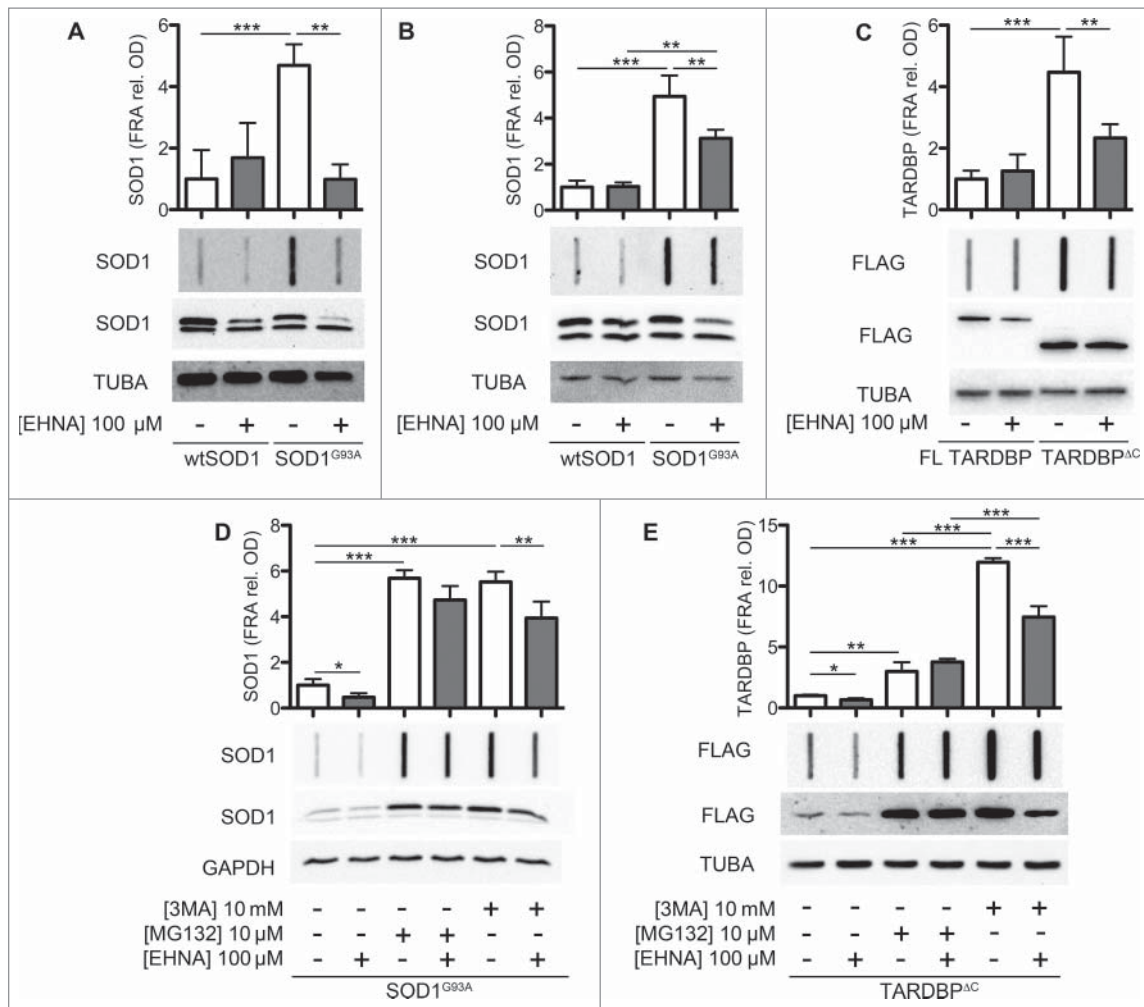 A
SOD1 (FRA rel. OD)
6
4
2
0
*** **
SOD1
SOD1
TUBA
[EHNA] 100 µM - + - +
wtSOD1 SOD1G93A
B
SOD1 (FRA rel. OD)
8
6
4
2
0
**
*** **
SOD1
SOD1
TUBA
[EHNA] 100 µM - + - +
wtSOD1 SOD1G93A
C
TARDBP (FRA rel. OD)
6
4
2
0
*** **
FLAG
FLAG
TUBA
[EHNA] 100 µM - + - +
FL TARDBP TARDBPΔC
D
SOD1 (FRA rel. OD)
8
6
4
2
0
*** **
***
*
SOD1
SOD1
GAPDH
[3MA] 10 mM - - - - + +
[MG132] 10 µM - - + + - -
[EHNA] 100 µM - + - + - +
SOD1G93A
E
TARDBP (FRA rel. OD)
15
10
5
0
***
***
*** ***
**
*
FLAG
FLAG
TUBA
[3MA] 10 mM - - - - + +
[MG132] 10 µM - - + + - -
[EHNA] 100 µM - + - + - +
TARDBPΔC